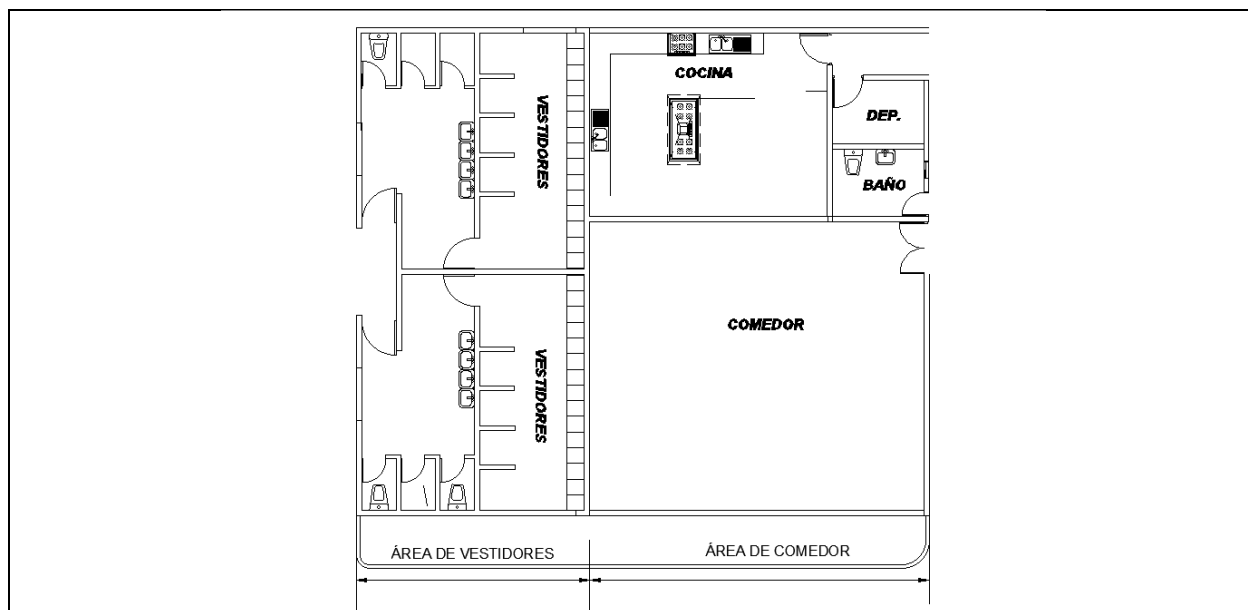 COCINA
VESTIDORES
DEP.
BAÑO
COMEDOR
VESTIDORES
ÁREA DE VESTIDORES
ÁREA DE COMEDOR